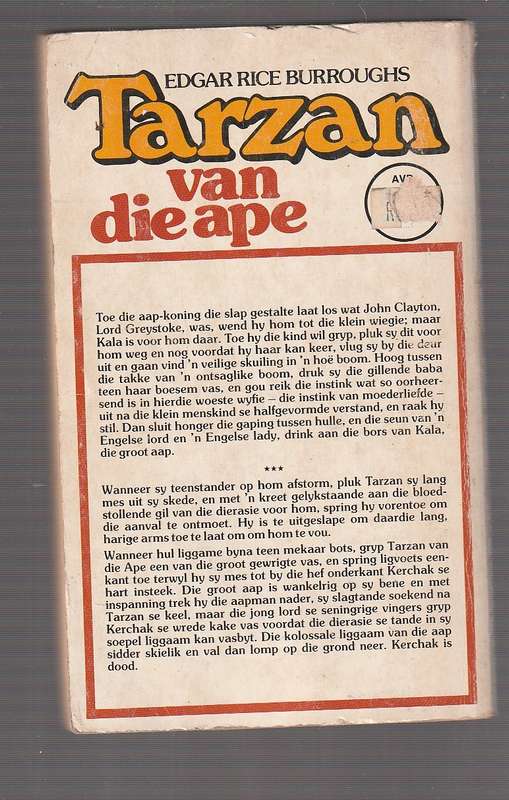 EDGAR RICE BURROUGHS
Tarzan
van
die ape
Toe die aap-koning die slap gestalte laat los wat John Clayton,
Lord Greystoke, was, wend hy hom tot die klein wiegie; maar
Kala is voor hom daar. Toe hy die kind wil gryp, pluk sy dit voor
hom weg en nog voordat hy haar kan keer, vlug sy by die deur
uit en gaan vind 'n veilige skuiling in 'n hoë boom. Hoog tussen
die takke van 'n ontsaglike boom, druk sy die gillende baba
teen haar boesem vas, en gou reik die instink wat so oorheer-
send is in hierdie woeste wyfie – die instink van moederliefde –
uit na die klein menskind se halfgevormde verstand, en raak hy
stil. Dan sluit honger die gaping tussen hulle, en die seun van 'n
Engelse lord en 'n Engelse lady, drink aan die bors van Kala,
die groot aap.
***
Wanneer sy teenstander op hom afstorm, pluk Tarzan sy lang
mes uit sy skede, en met 'n kreet gelykstaande aan die bloed-
stollende gil van die dierasie voor hom, spring hy vorentoe om
die aanval te ontmoet. Hy is te uitgeslape om daardie lang,
harige arms toe te laat om om hom te vou.
Wanneer hul liggame byna teen mekaar bots, gryp Tarzan van
die Ape een van die groot gewrigte vas, en spring ligvoets een-
kant toe terwyl hy sy mes tot by die hef onderkant Kerchak se
hart insteek. Die groot aap is wankelrig op sy bene en met
inspanning trek hy die aapman nader, sy slagtande soekend na
Tarzan se keel, maar die jong lord se seningrige vingers gryp
Kerchak se wrede kake vas voordat die dierasie se tande in sy
soepel liggaam kan vasbyt. Die kolossale liggaam van die aap
sidder skielik en val dan lomp op die grond neer. Kerchak is
dood.